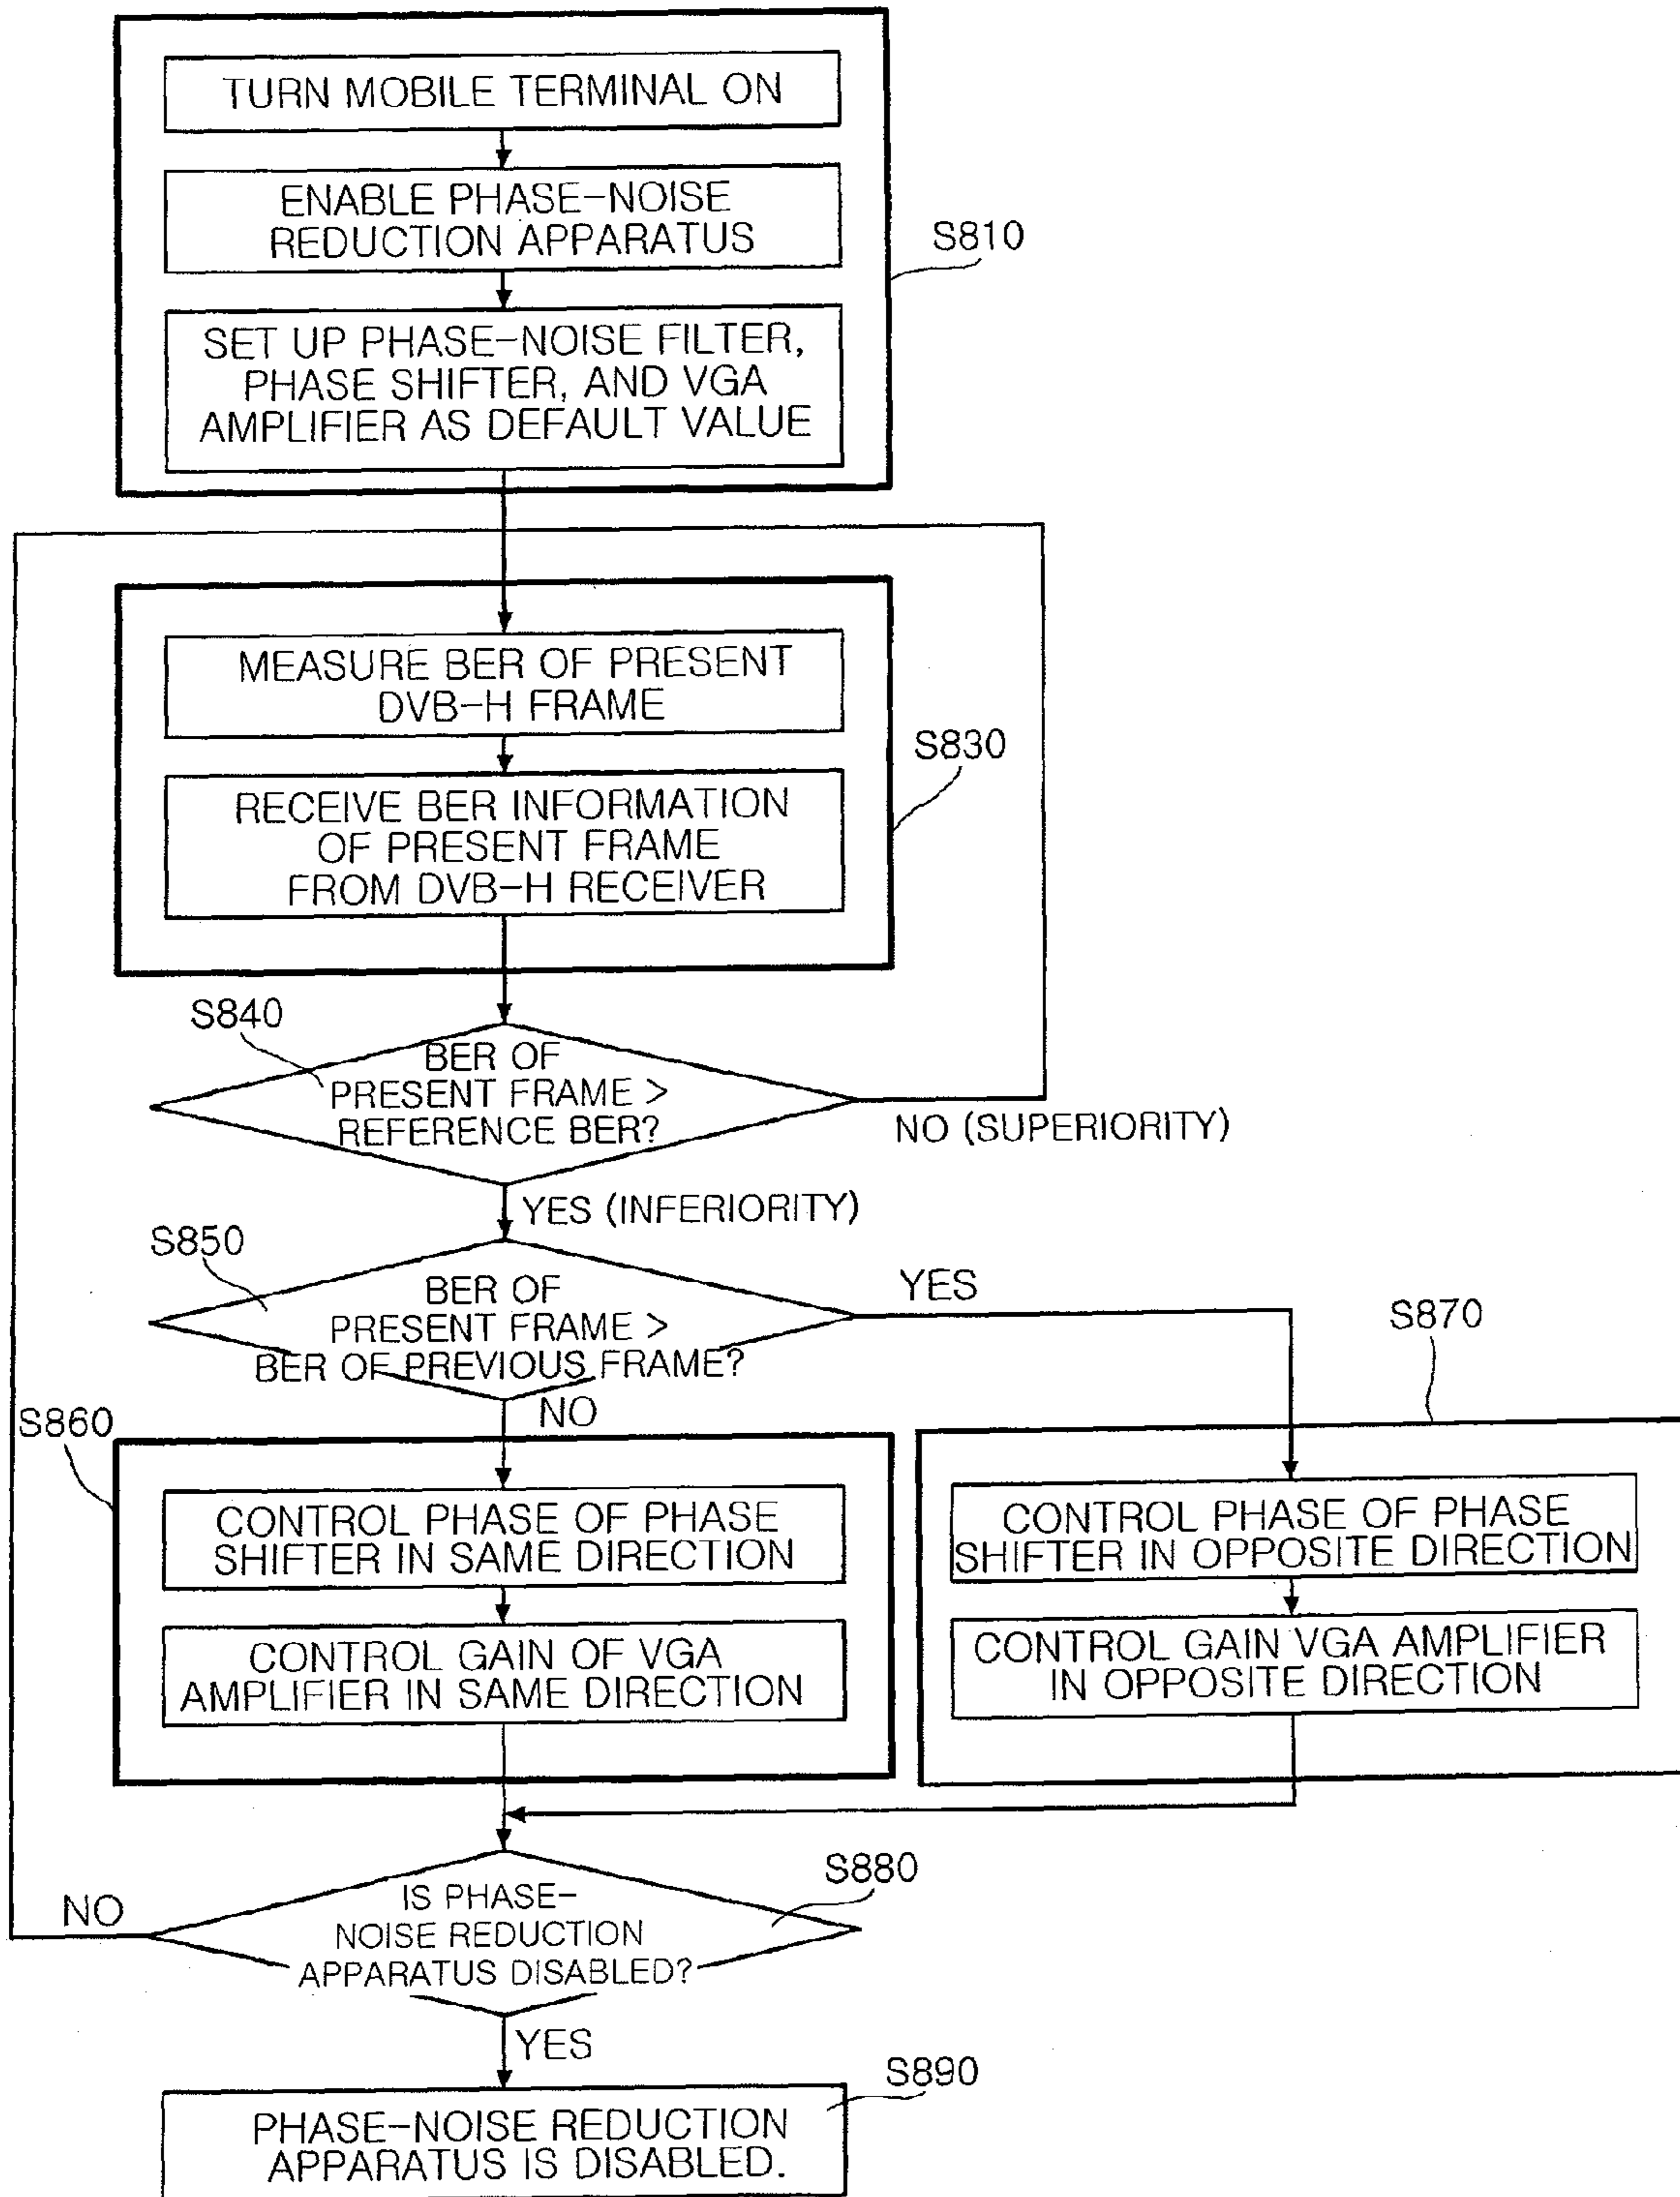 TURN MOBILE TERMINAL ON
ENABLE PHASE-NOISE
REDUCTION APPARATUS
S810
SET UP PHASE-NOISE FILTER,
PHASE SHIFTER, AND VGA
AMPLIFIER AS DEFAULT VALUE
MEASURE BER OF PRESENT
DVB-H FRAME
S830
RECEIVE BER INFORMATION
OF PRESENT FRAME
FROM DVB-H RECEIVER
S840
BER OF
PRESENT FRAME >
REFERENCE BER?
NO (SUPERIORITY)
YES (INFERIORITY)
S850
BER OF
PRESENT FRAME >
BER OF PREVIOUS FRAME?
YES
S870
NO
S860
CONTROL PHASE OF PHASE
SHIFTER IN SAME DIRECTION
CONTROL GAIN OF VGA
AMPLIFIER IN SAME DIRECTION
CONTROL PHASE OF PHASE
SHIFTER IN OPPOSITE DIRECTION
CONTROL GAIN VGA AMPLIFIER
IN OPPOSITE DIRECTION
S880
IS PHASE-
NOISE REDUCTION
APPARATUS DISABLED?
NO
YES
S890
PHASE-NOISE REDUCTION
APPARATUS IS DISABLED.